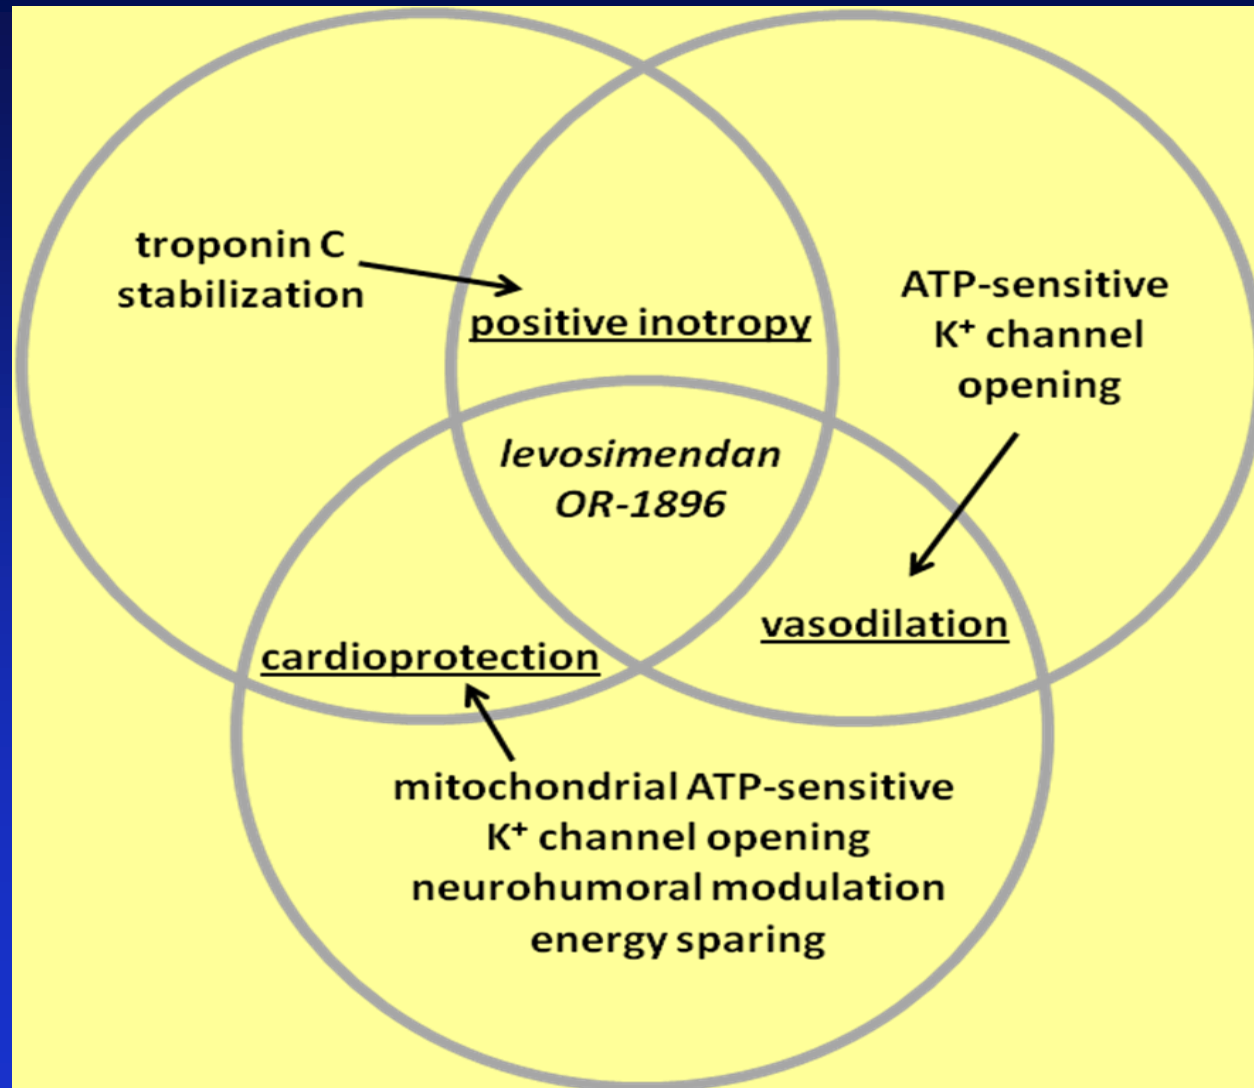 troponin C
stabilization
positive inotropy
ATP-sensitive
K⁺ channel
opening
levosimendan
OR-1896
vasodilation
cardioprotection
mitochondrial ATP-sensitive
K⁺ channel opening
neurohumoral modulation
energy sparing